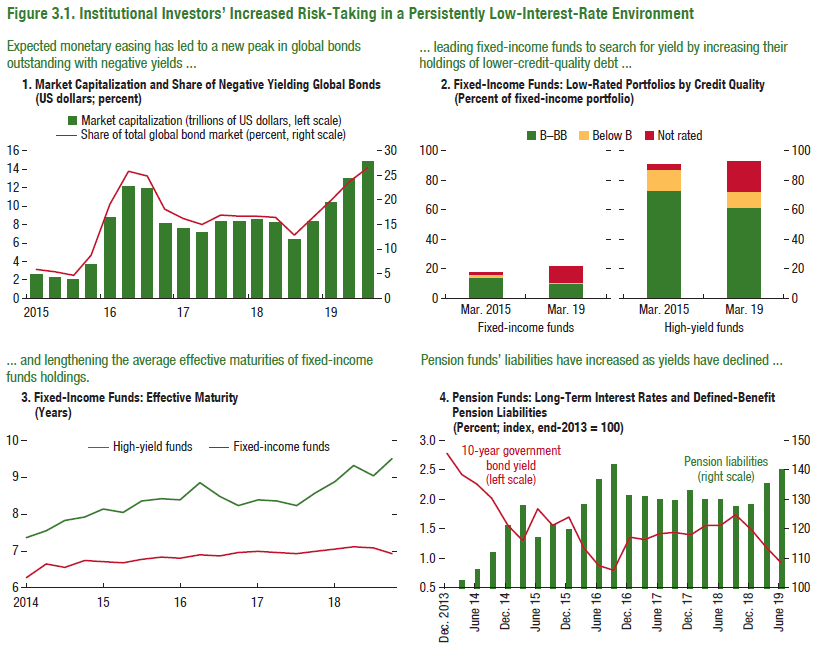 Figure 3.1. Institutional Investors’ Increased Risk-Taking in a Persistently Low-Interest-Rate Environment
Expected monetary easing has led to a new peak in global bonds
outstanding with negative yields ...
1. Market Capitalization and Share of Negative Yielding Global Bonds
(US dollars; percent)
Market capitalization (trillions of US dollars, left scale)
Share of total global bond market (percent, right scale)
16
14
12
10
8
6
4
2
0
30
25
20
15
10
5
0
2015 16 17 18 19
... leading fixed-income funds to search for yield by increasing their
holdings of lower-credit-quality debt ...
2. Fixed-Income Funds: Low-Rated Portfolios by Credit Quality
(Percent of fixed-income portfolio)
B–BB Below B Not rated
100
80
60
40
20
0
100
80
60
40
20
0
Mar. 2015 Mar. 19 Mar. 2015 Mar. 19
Fixed-income funds High-yield funds
... and lengthening the average effective maturities of fixed-income
funds holdings.
3. Fixed-Income Funds: Effective Maturity
(Years)
High-yield funds Fixed-income funds
10
9
8
7
6
2014 15 16 17 18
Pension funds’ liabilities have increased as yields have declined ...
4. Pension Funds: Long-Term Interest Rates and Defined-Benefit
Pension Liabilities
(Percent; index, end-2013 = 100)
10-year government
bond yield
(left scale)
Pension liabilities
(right scale)
3.0
2.5
2.0
1.5
1.0
0.5
150
140
130
120
110
100
Dec. 2013
June 14
Dec. 14
June 15
Dec. 15
June 16
Dec. 16
June 17
Dec. 17
June 18
Dec. 18
June 19